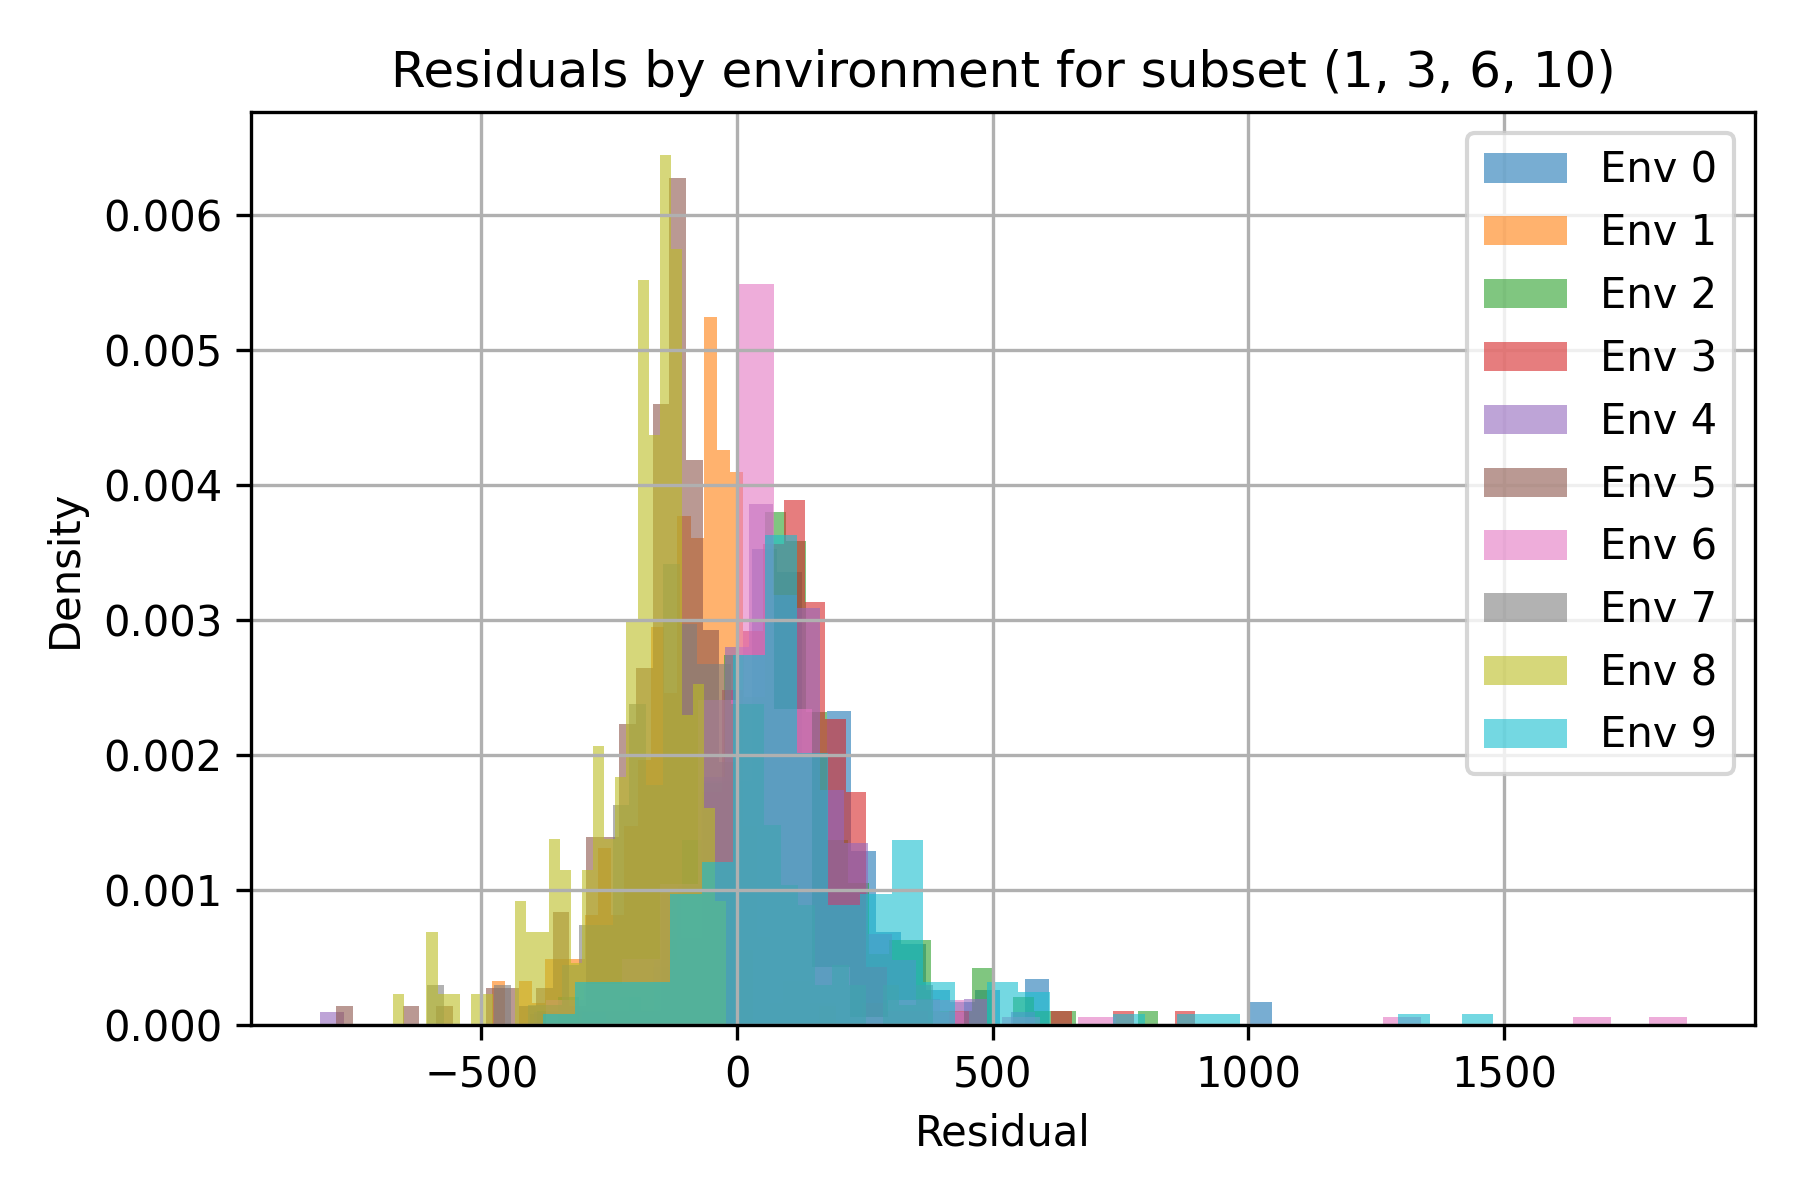 Residuals by environment for subset (1, 3, 6, 10)
Density
0.006
0.005
0.004
0.003
0.002
0.001
0.000
−500
0
500
1000
1500
Residual
Env 0
Env 1
Env 2
Env 3
Env 4
Env 5
Env 6
Env 7
Env 8
Env 9